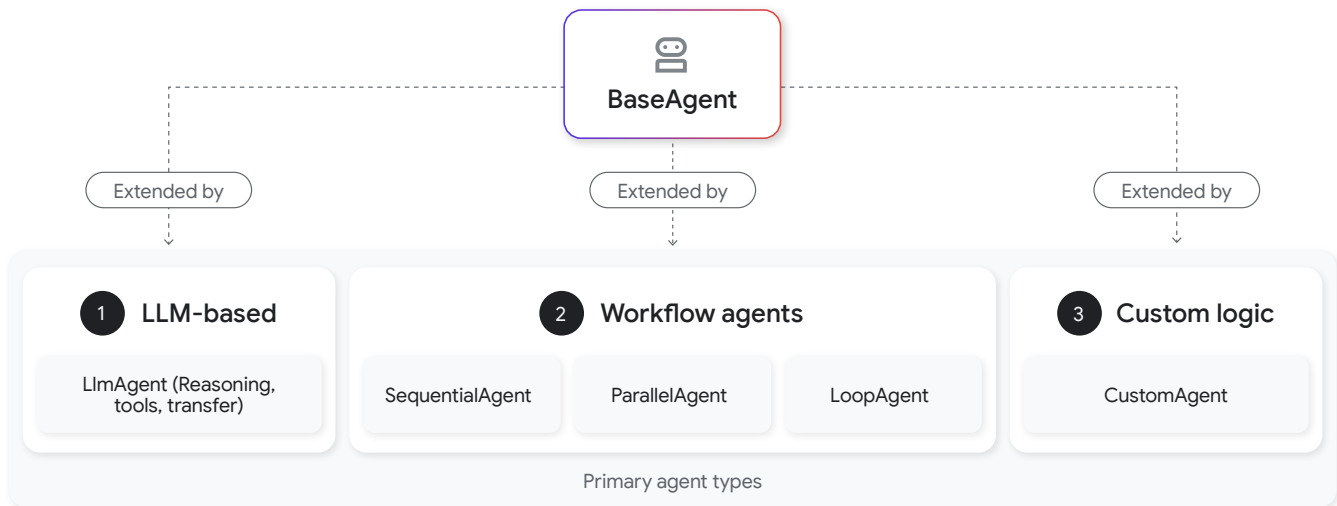 BaseAgent
Extended by
Extended by
Extended by
1 LLM-based
LlmAgent (Reasoning,
tools, transfer)
2 Workflow agents
SequentialAgent
ParallelAgent
LoopAgent
3 Custom logic
CustomAgent
Primary agent types